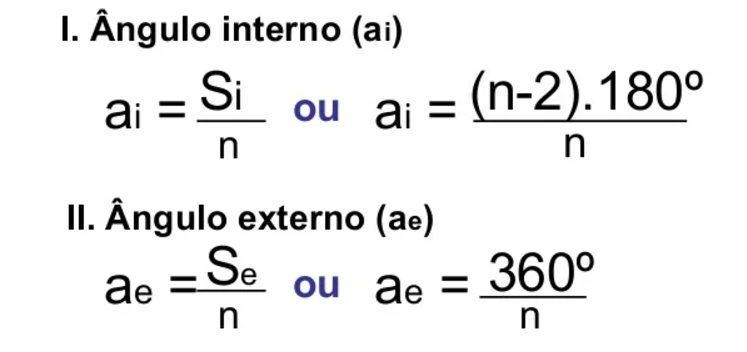 I. Ângulo interno (ai)
ai = Si/n ou ai = (n-2).180º/n
II. Ângulo externo (ae)
ae = Se/n ou ae = 360º/n